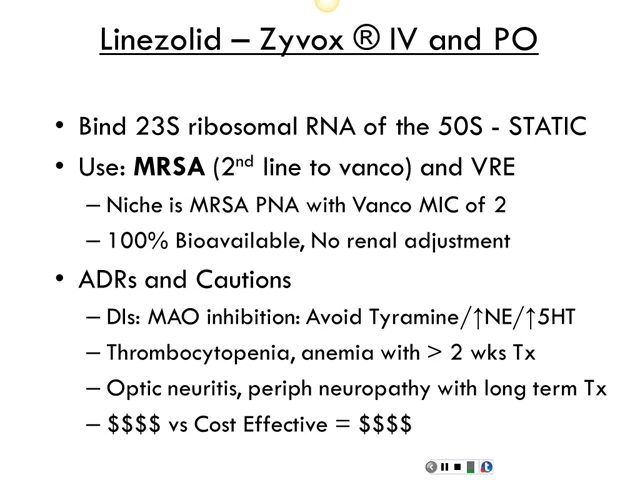 Linezolid – Zyvox ® IV and PO
• Bind 23S ribosomal RNA of the 50S - STATIC
• Use: MRSA (2nd line to vanco) and VRE
– Niche is MRSA PNA with Vanco MIC of 2
– 100% Bioavailable, No renal adjustment
• ADRs and Cautions
– DIs: MAO inhibition: Avoid Tyramine/↑NE/↑5HT
– Thrombocytopenia, anemia with > 2 wks Tx
– Optic neuritis, periph neuropathy with long term Tx
– $$$$ vs Cost Effective = $$$$